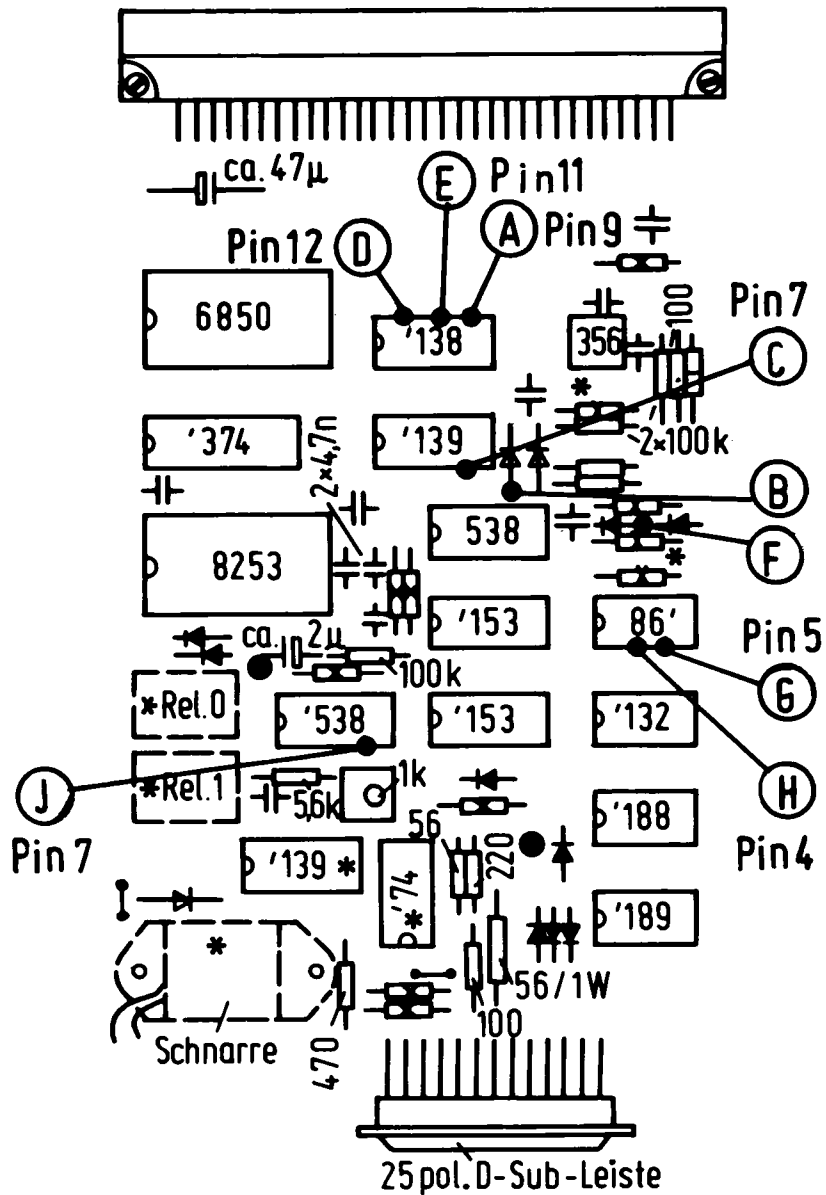 ca. 47µ
E Pin11
Pin12 D
A Pin9
6850
'138
356
100
Pin7
C
'374
2×4,7n
'139
*
2×100k
B
538
F
8253
*
ca. 2µ
'153
86'
Pin5
100k
G
*Rel.0
'538
'153
'132
J
*Rel.1
5,6k
1k
H
Pin7
56
220
'188
Pin4
'139 *
'74
*
'189
*
56/1W
Schnarre
470
100
25pol.D-Sub-Leiste